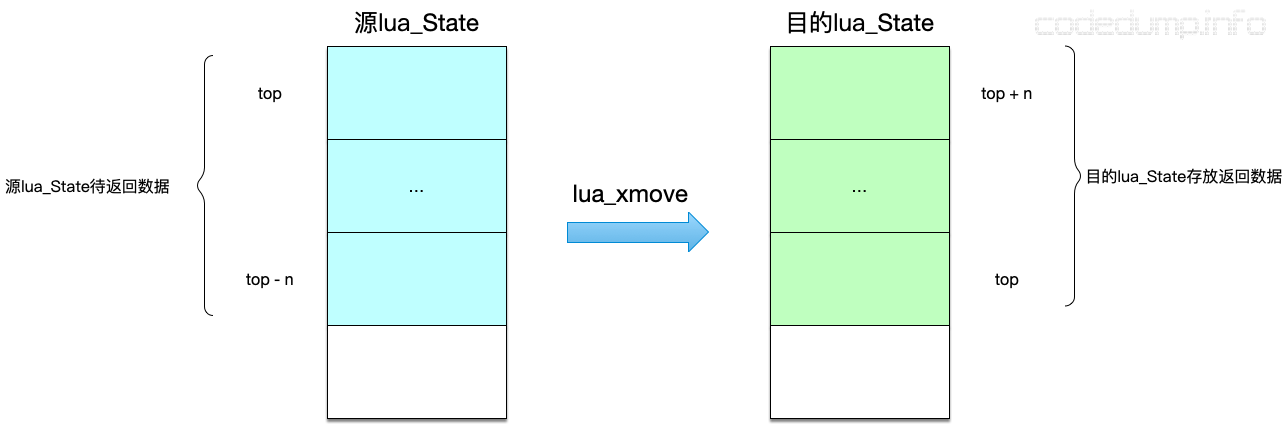 源lua_State
目的lua_State
codedump.info
top
top + n
...
...
源lua_State待返回数据
目的lua_State存放返回数据
lua_xmove
top - n
top